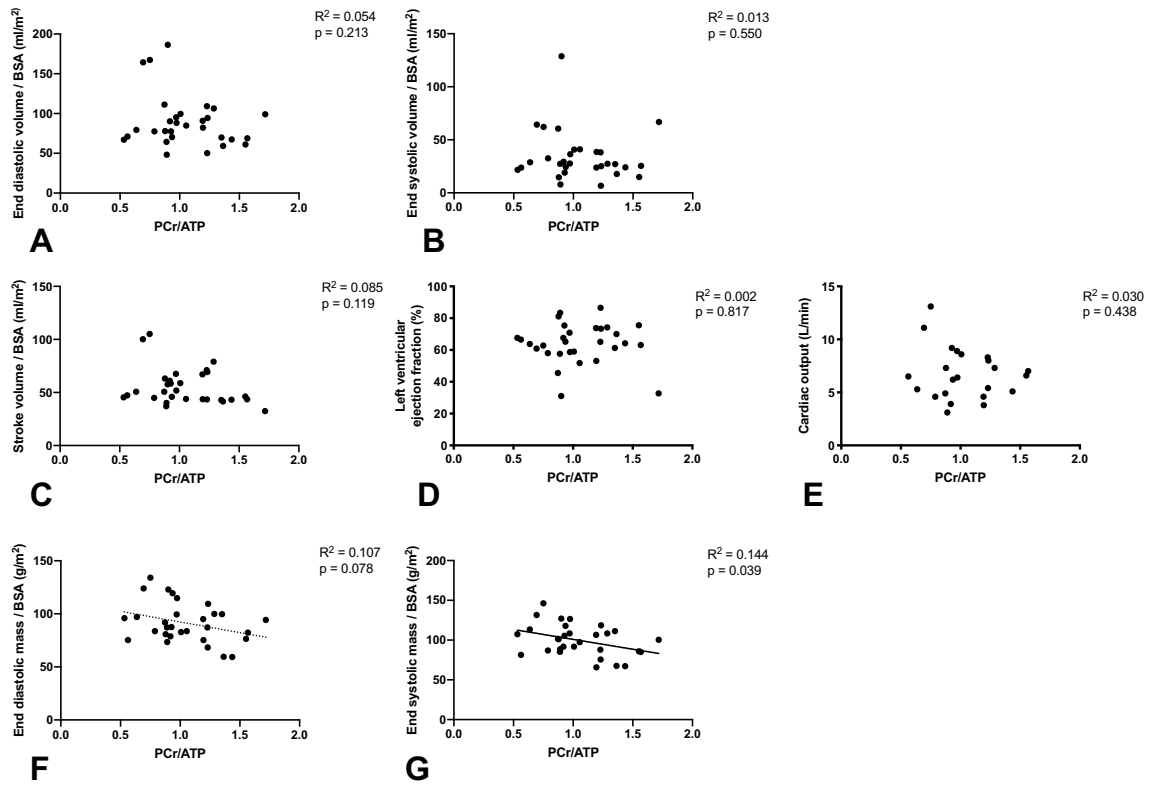 R² = 0.054
p = 0.213
End diastolic volume / BSA (ml/m²)
200
150
100
50
0
0.0 0.5 1.0 1.5 2.0
PCr/ATP
A
R² = 0.013
p = 0.550
End systolic volume / BSA (ml/m²)
150
100
50
0
0.0 0.5 1.0 1.5 2.0
PCr/ATP
B
R² = 0.085
p = 0.119
Stroke volume / BSA (ml/m²)
150
100
50
0
0.0 0.5 1.0 1.5 2.0
PCr/ATP
C
R² = 0.002
p = 0.817
Left ventricular
ejection fraction (%)
100
80
60
40
20
0
0.0 0.5 1.0 1.5 2.0
PCr/ATP
D
R² = 0.030
p = 0.438
Cardiac output (L/min)
15
10
5
0
0.0 0.5 1.0 1.5 2.0
PCr/ATP
E
R² = 0.107
p = 0.078
End diastolic mass / BSA (g/m²)
150
100
50
0
0.0 0.5 1.0 1.5 2.0
PCr/ATP
F
R² = 0.144
p = 0.039
End systolic mass / BSA (g/m²)
200
150
100
50
0
0.0 0.5 1.0 1.5 2.0
PCr/ATP
G